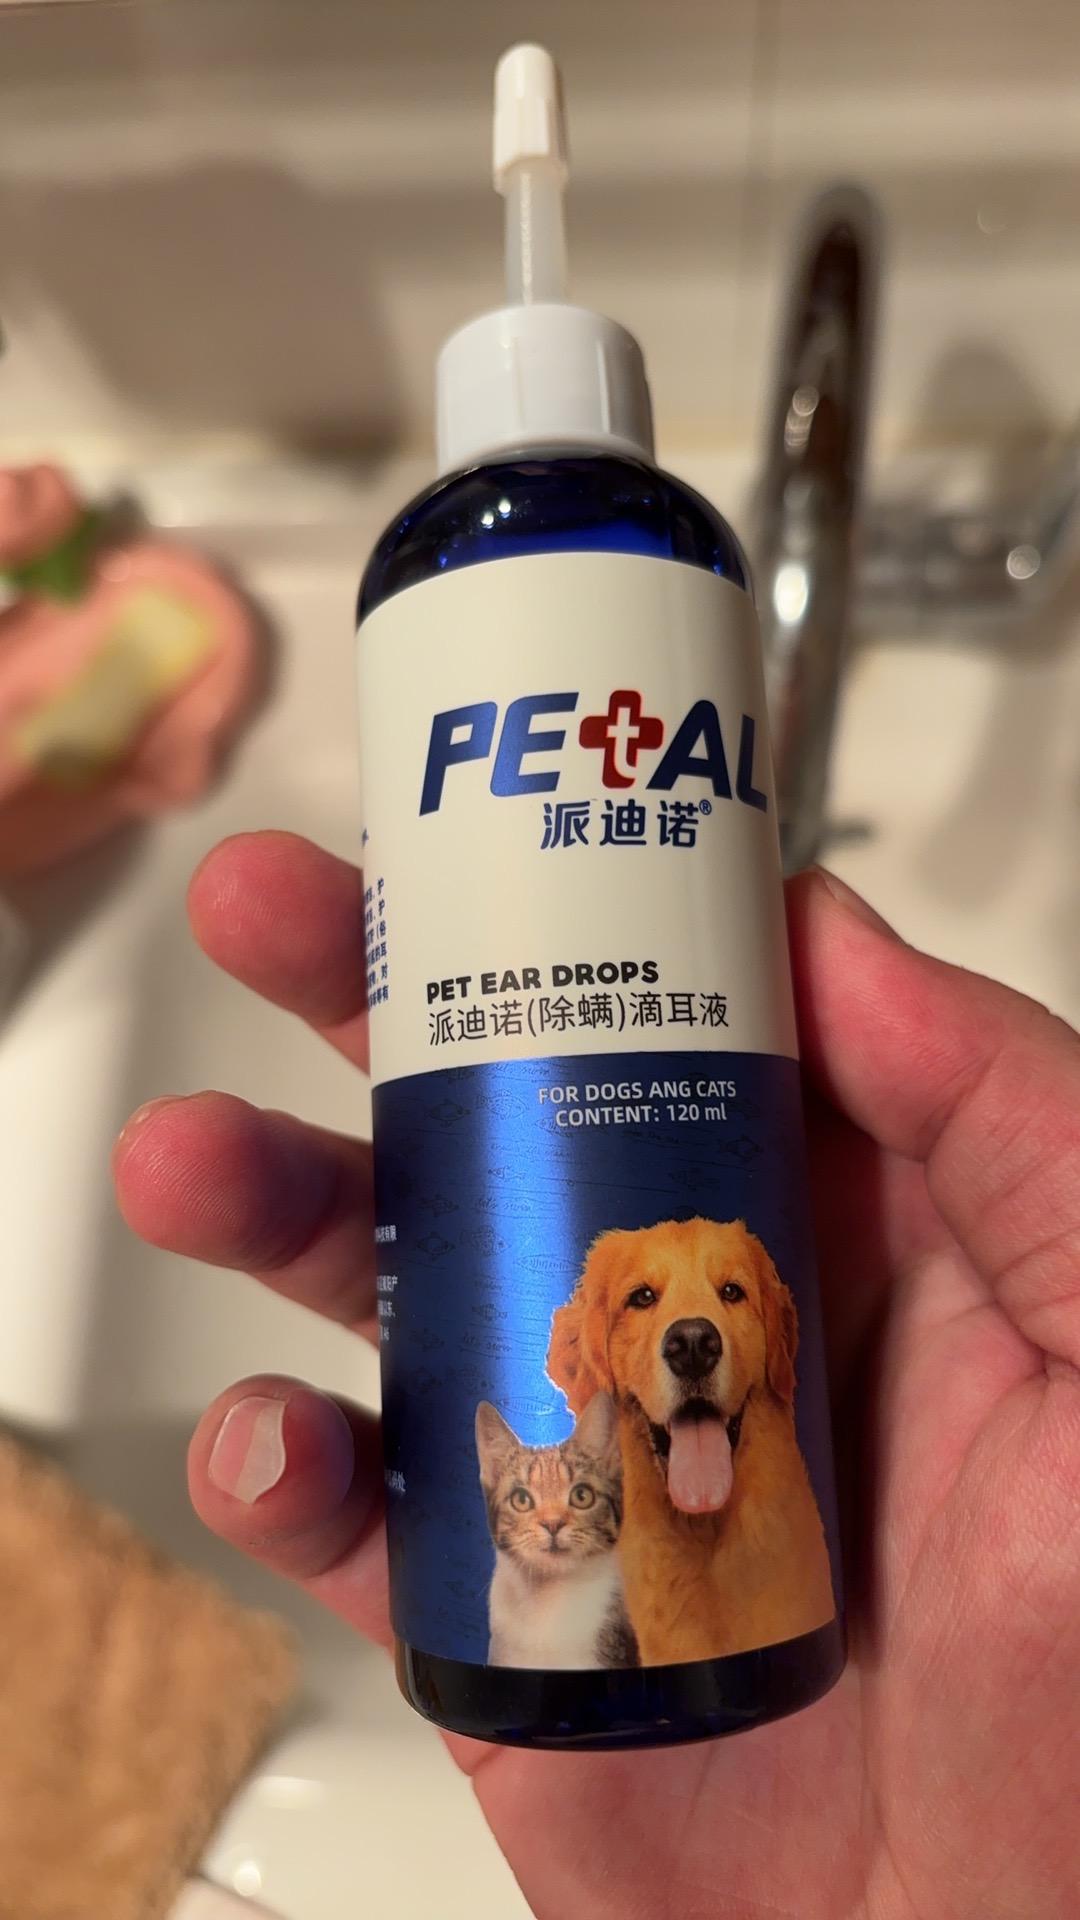 PEtAL
派迪诺®
PET EAR DROPS
派迪诺(除螨)滴耳液
FOR DOGS ANG CATS
CONTENT: 120 ml